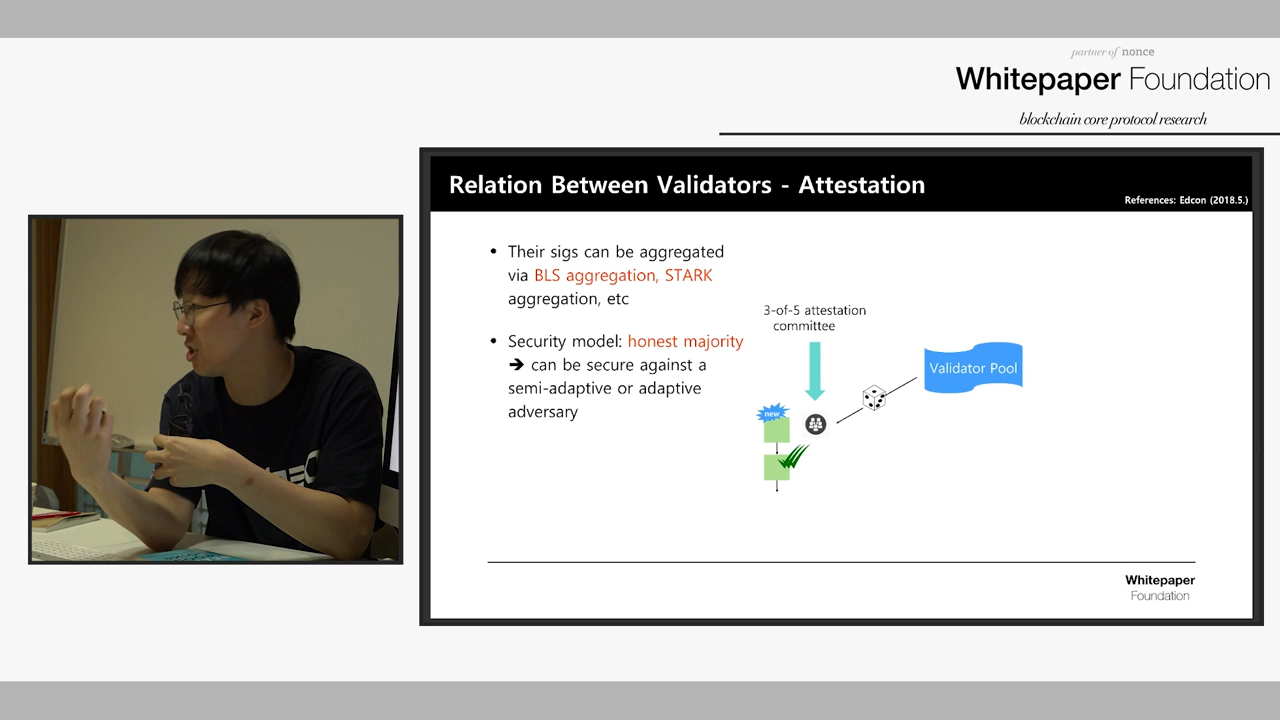 partner of nonce
Whitepaper Foundation
blockchain core protocol research
Relation Between Validators - Attestation
References: Edcon (2018.5.)
• Their sigs can be aggregated
via BLS aggregation, STARK
aggregation, etc
• Security model: honest majority
➔ can be secure against a
semi-adaptive or adaptive
adversary
3-of-5 attestation
committee
Validator Pool
new
Whitepaper
Foundation